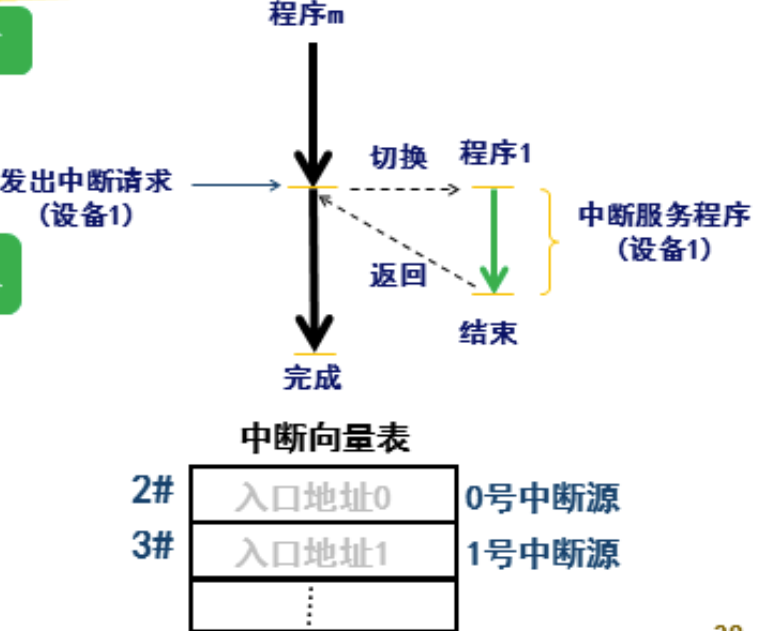 程序m
切换 程序1
发出中断请求
(设备1)
中断服务程序
(设备1)
返回
结束
完成
中断向量表
2# 入口地址0 0号中断源
3# 入口地址1 1号中断源